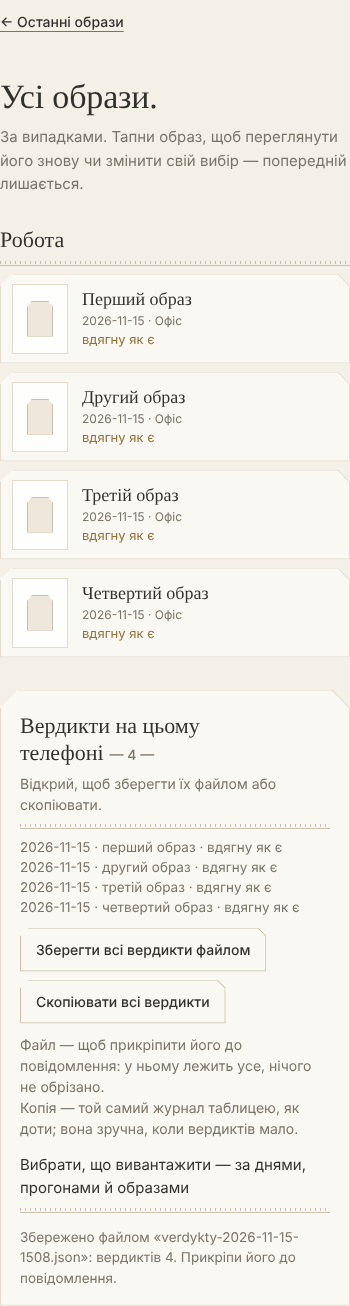 ← Останні образи
Усі образи.
За випадками. Тапни образ, щоб переглянути
його знову чи змінити свій вибір — попередній
лишається.
Робота
Перший образ
2026-11-15 · Офіс
вдягну як є
Другий образ
2026-11-15 · Офіс
вдягну як є
Третій образ
2026-11-15 · Офіс
вдягну як є
Четвертий образ
2026-11-15 · Офіс
вдягну як є
Вердикти на цьому
телефоні — 4 —
Відкрий, щоб зберегти їх файлом або
скопіювати.
2026-11-15 · перший образ · вдягну як є
2026-11-15 · другий образ · вдягну як є
2026-11-15 · третій образ · вдягну як є
2026-11-15 · четвертий образ · вдягну як є
Зберегти всі вердикти файлом
Скопіювати всі вердикти
Файл — щоб прикріпити його до
повідомлення: у ньому лежить усе, нічого
не обрізано.
Копія — той самий журнал таблицею, як
доти; вона зручна, коли вердиктів мало.
Вибрати, що вивантажити — за днями,
прогонами й образами
Збережено файлом «verdykty-2026-11-15-
1508.json»: вердиктів 4. Прикріпи його до
повідомлення.